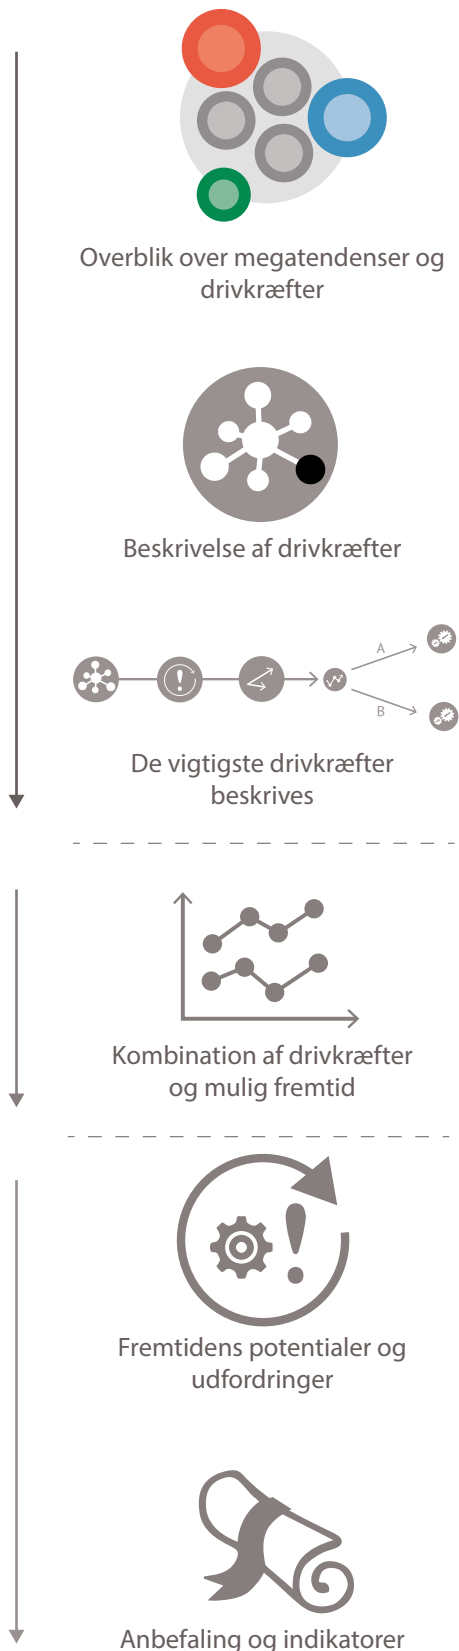 Overblik over megatendenser og
drivkræfter
Beskrivelse af drivkræfter
A
B
De vigtigste drivkræfter
beskrives
Kombination af drivkræfter
og mulig fremtid
Fremtidens potentialer og
udfordringer
Anbefaling og indikatorer